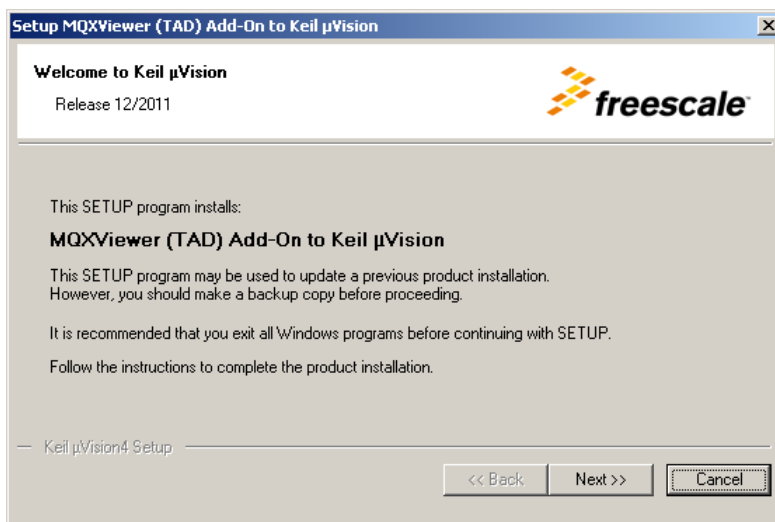 Setup MQXViewer (TAD) Add-On to Keil µVision
Welcome to Keil µVision
Release 12/2011
freescale™
This SETUP program installs:
MQXViewer (TAD) Add-On to Keil µVision
This SETUP program may be used to update a previous product installation.
However, you should make a backup copy before proceeding.
It is recommended that you exit all Windows programs before continuing with SETUP.
Follow the instructions to complete the product installation.
Keil µVision4 Setup
<< Back
Next >>
Cancel